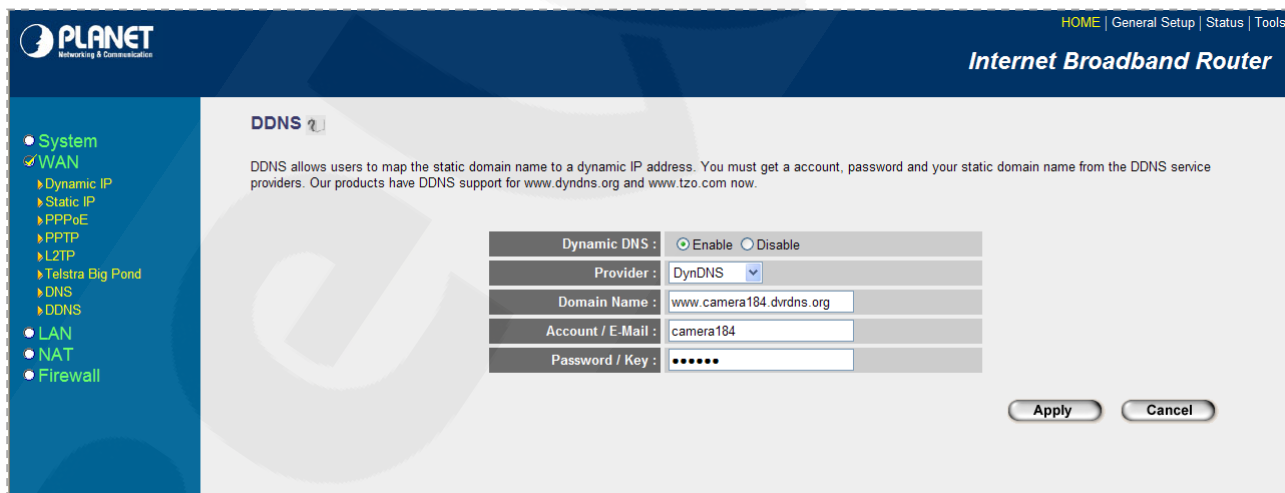 PLANET
Networking & Communication
HOME | General Setup | Status | Tools
Internet Broadband Router
System
WAN
Dynamic IP
Static IP
PPPoE
PPTP
L2TP
Telstra Big Pond
DNS
DDNS
LAN
NAT
Firewall
DDNS
DDNS allows users to map the static domain name to a dynamic IP address. You must get a account, password and your static domain name from the DDNS service
providers. Our products have DDNS support for www.dyndns.org and www.tzo.com now.
Dynamic DNS : Enable Disable
Provider : DynDNS
Domain Name : www.camera184.dvrdns.org
Account / E-Mail : camera184
Password / Key : ●●●●●●
Apply Cancel